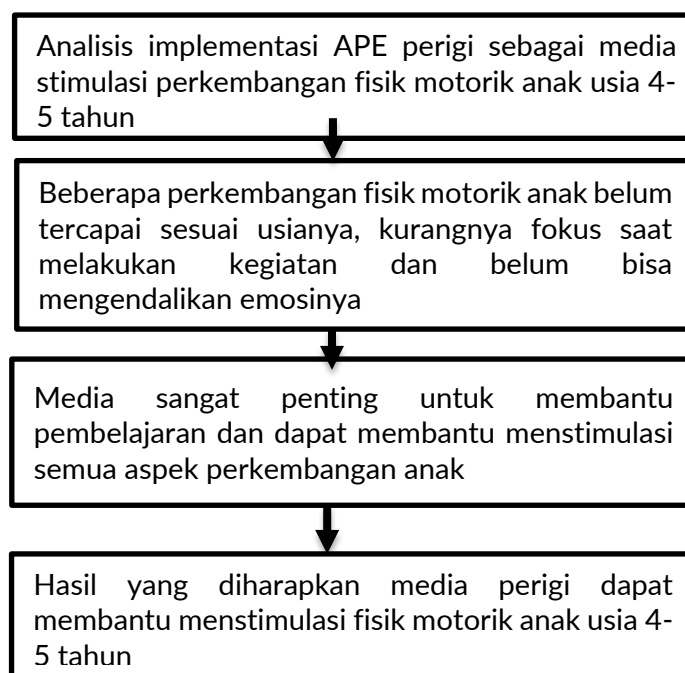 Analisis implementasi APE perigi sebagai media
stimulasi perkembangan fisik motorik anak usia 4-
5 tahun
Beberapa perkembangan fisik motorik anak belum
tercapai sesuai usianya, kurangnya fokus saat
melakukan kegiatan dan belum bisa
mengendalikan emosinya
Media sangat penting untuk membantu
pembelajaran dan dapat membantu menstimulasi
semua aspek perkembangan anak
Hasil yang diharapkan media perigi dapat
membantu menstimulasi fisik motorik anak usia 4-
5 tahun